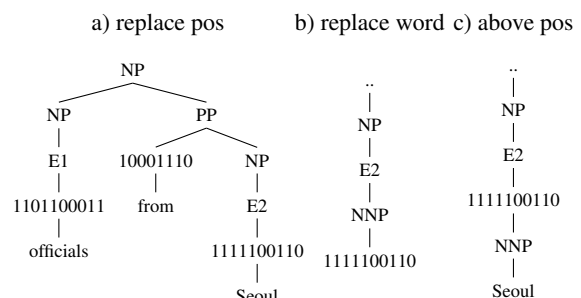 a) replace pos b) replace word c) above pos
NP
NP PP
E1 10001110 NP
1101100011 from E2
officials 1111100110
Seoul
..
NP
E2
NNP
1111100110
..
NP
E2
1111100110
NNP
Seoul